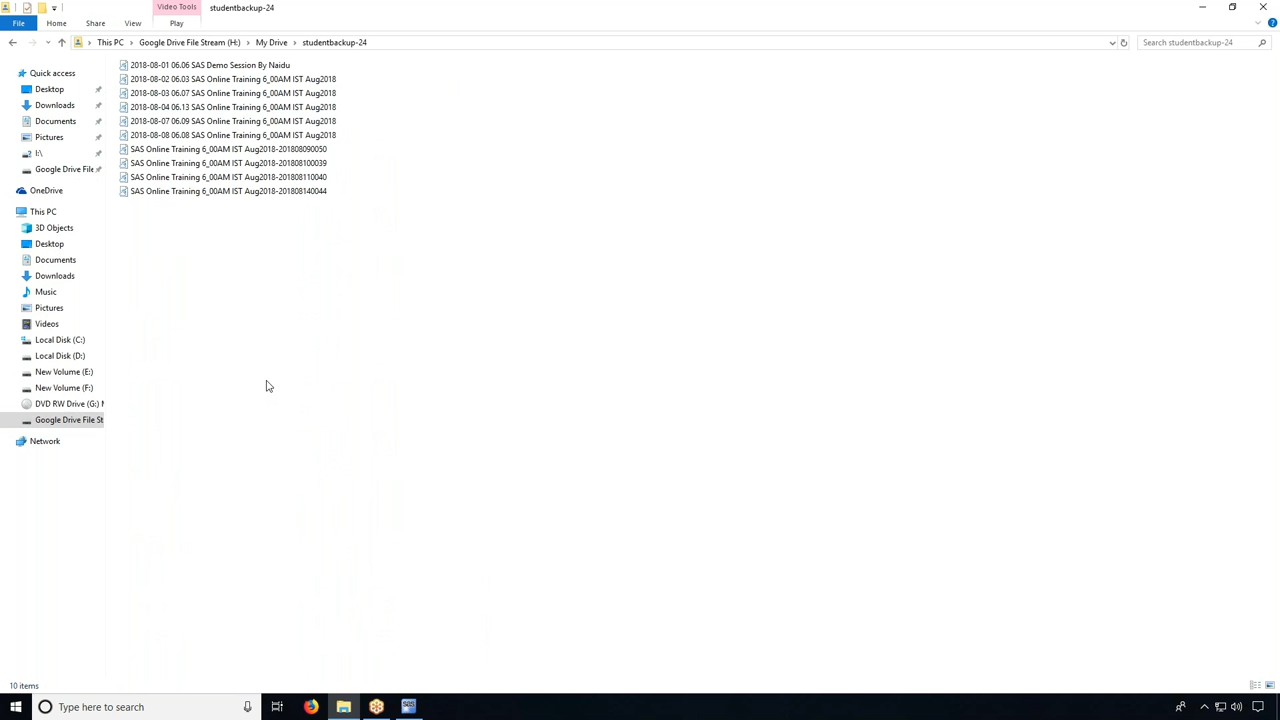 Video Tools
studentbackup-24
File
Home
Share
View
Play
This PC
Google Drive File Stream (H:)
My Drive
studentbackup-24
Search studentbackup-24
Quick access
Desktop
Downloads
Documents
Pictures
I:\
Google Drive File
OneDrive
This PC
3D Objects
Desktop
Documents
Downloads
Music
Pictures
Videos
Local Disk (C:)
Local Disk (D:)
New Volume (E:)
New Volume (F:)
DVD RW Drive (G:)
Google Drive File St
Network
2018-08-01 06.06 SAS Demo Session By Naidu
2018-08-02 06.03 SAS Online Training 6_00AM IST Aug2018
2018-08-03 06.07 SAS Online Training 6_00AM IST Aug2018
2018-08-04 06.13 SAS Online Training 6_00AM IST Aug2018
2018-08-07 06.09 SAS Online Training 6_00AM IST Aug2018
2018-08-08 06.08 SAS Online Training 6_00AM IST Aug2018
SAS Online Training 6_00AM IST Aug2018-201808090050
SAS Online Training 6_00AM IST Aug2018-201808100039
SAS Online Training 6_00AM IST Aug2018-201808110040
SAS Online Training 6_00AM IST Aug2018-201808140044
10 items
Type here to search
sas